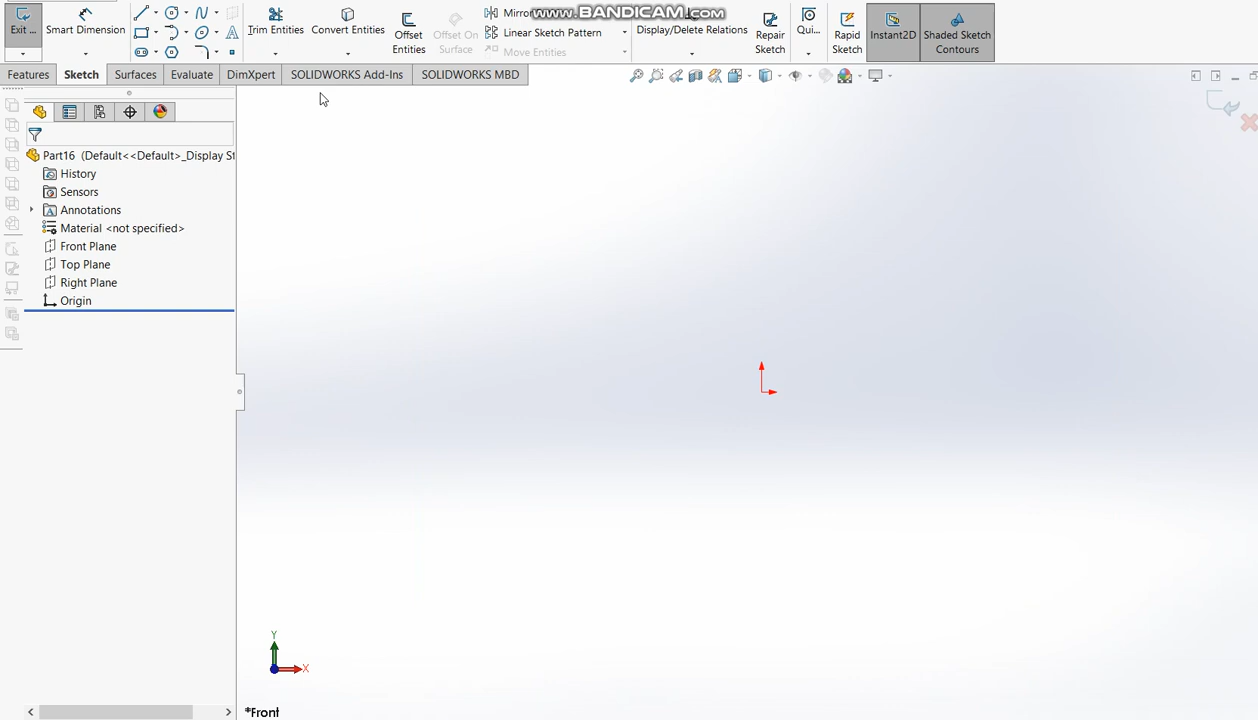 Exit ...
Smart Dimension
Trim Entities
Convert Entities
Offset
Entities
Offset On
Surface
Mirror
Linear Sketch Pattern
Move Entities
www.BANDICAM.com
Display/Delete Relations
Repair
Sketch
Qui...
Rapid
Sketch
Instant2D
Shaded Sketch
Contours
Features
Sketch
Surfaces
Evaluate
DimXpert
SOLIDWORKS Add-Ins
SOLIDWORKS MBD
Part16 (Default<<Default>_Display St
History
Sensors
Annotations
Material <not specified>
Front Plane
Top Plane
Right Plane
Origin
Y
X
*Front